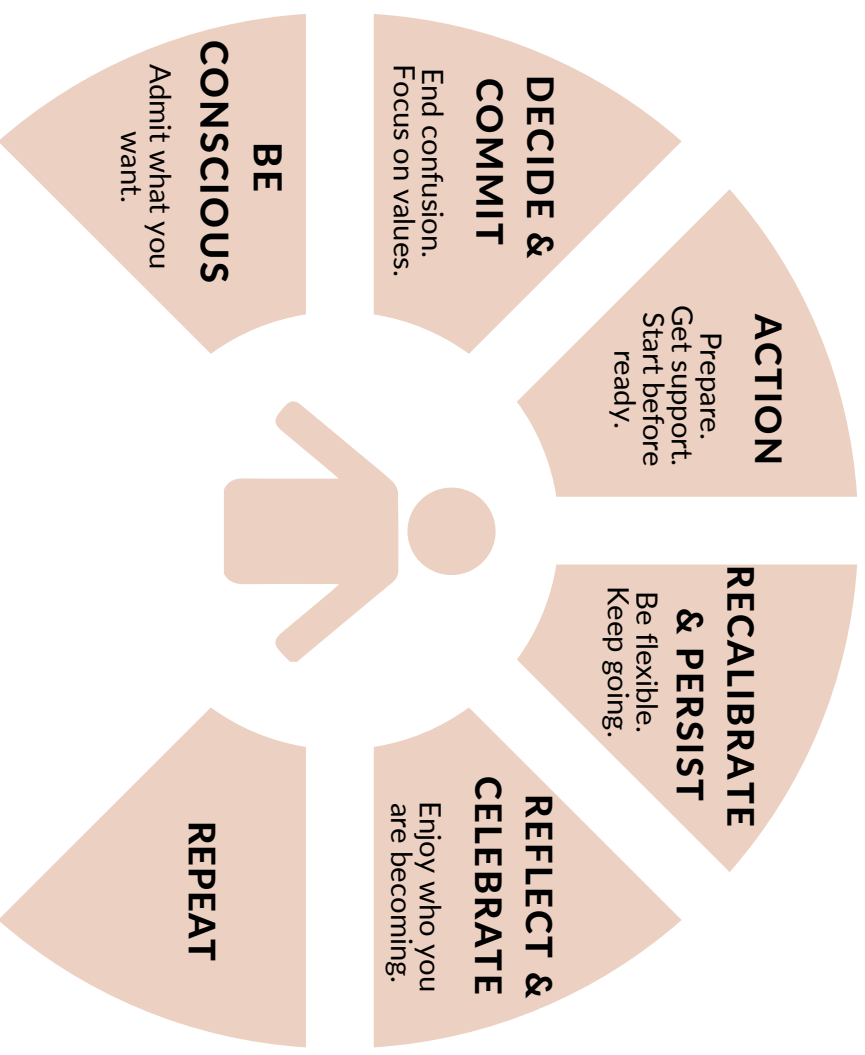 BE
CONSCIOUS
Admit what you
want.
DECIDE &
COMMIT
End confusion.
Focus on values.
ACTION
Prepare.
Get support.
Start before
ready.
RECALIBRATE
& PERSIST
Be flexible.
Keep going.
REFLECT &
CELEBRATE
Enjoy who you
are becoming.
REPEAT